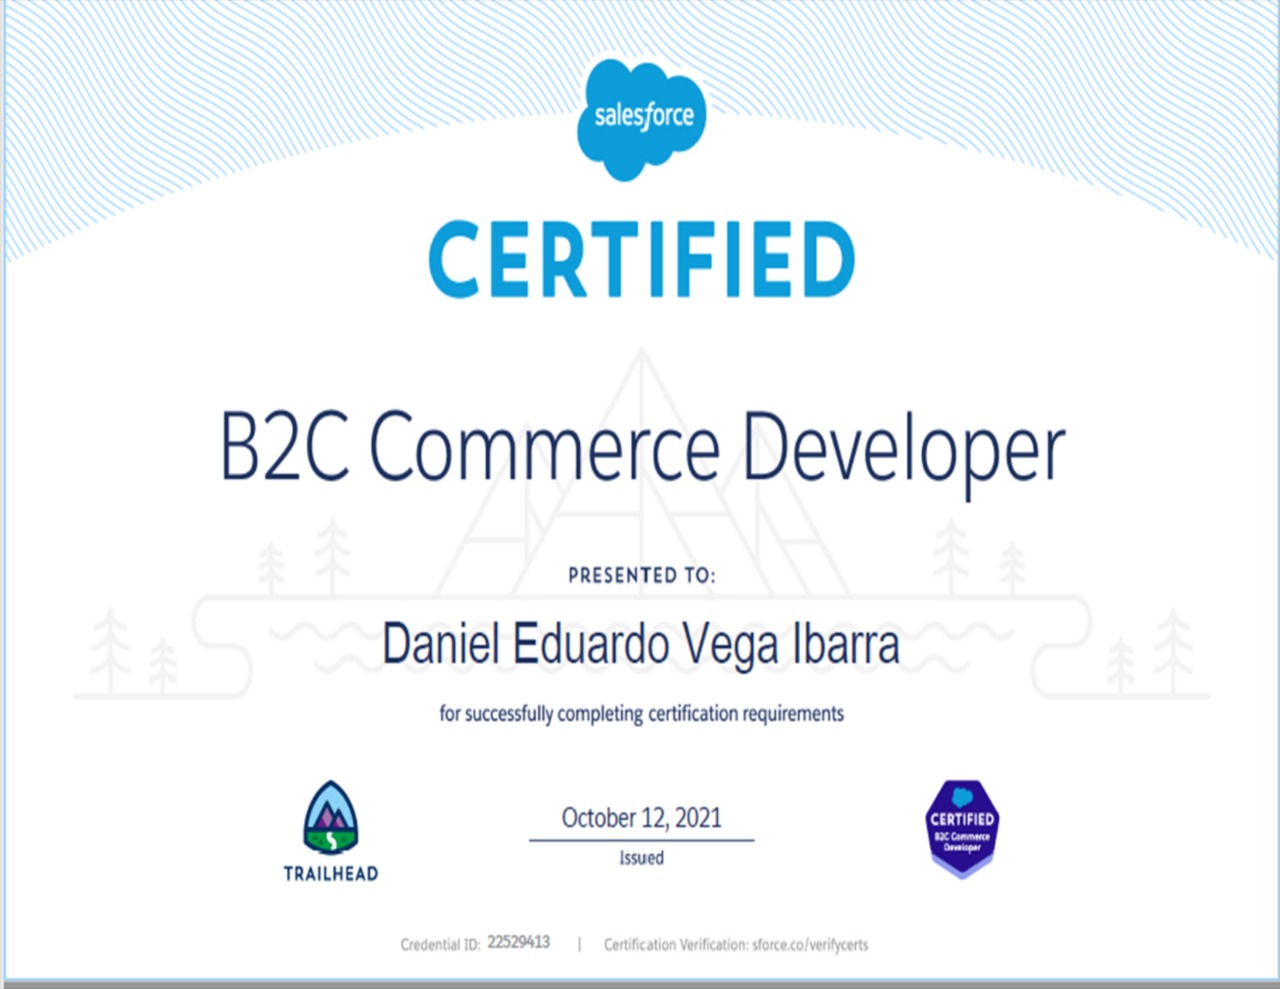 salesforce
CERTIFIED
B2C Commerce Developer
PRESENTED TO:
Daniel Eduardo Vega Ibarra
for successfully completing certification requirements
October 12, 2021
Issued
TRAILHEAD
CERTIFIED
B2C Commerce
Developer
Credential ID: 22529413 | Certification Verification: sforce.co/verifycerts